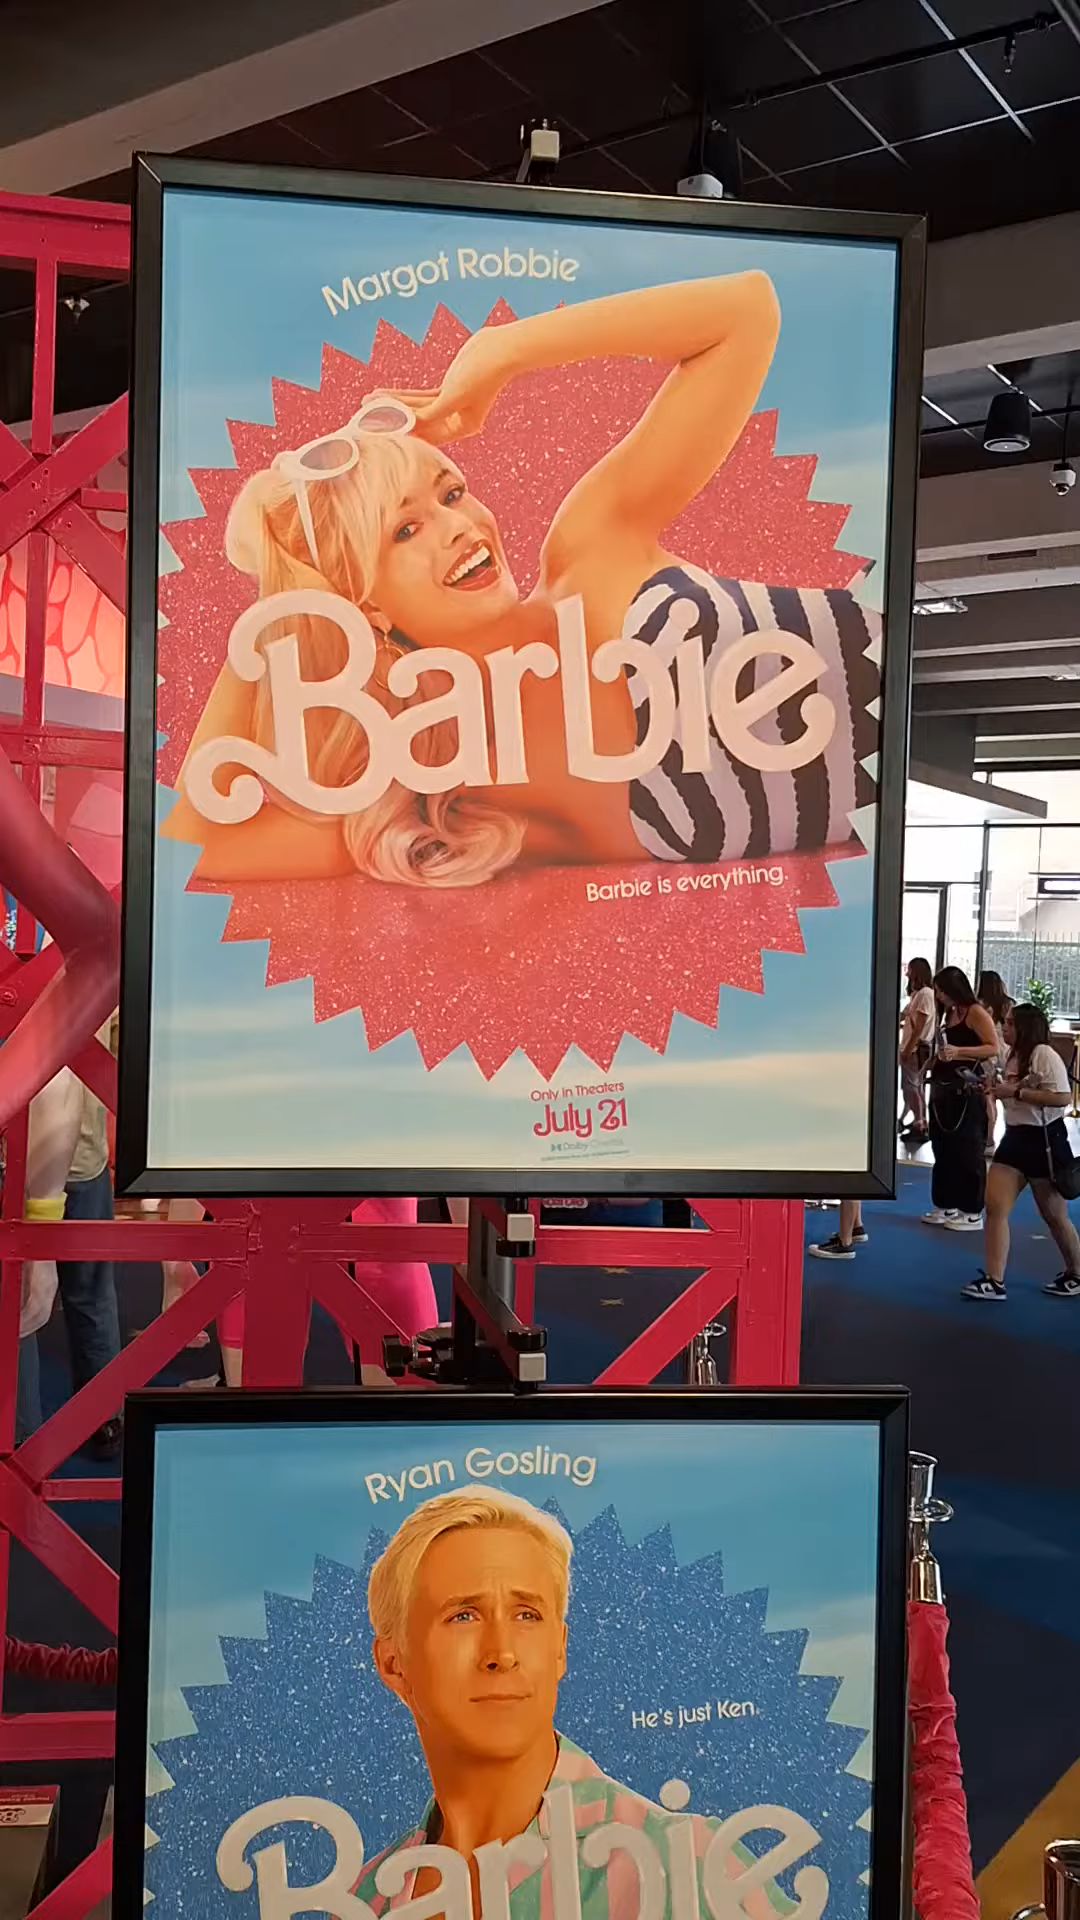 Margot Robbie
Barbie
Barbie is everything.
Only in Theaters
July 21
Dolby Cinema
Ryan Gosling
He's just Ken.
Barbie